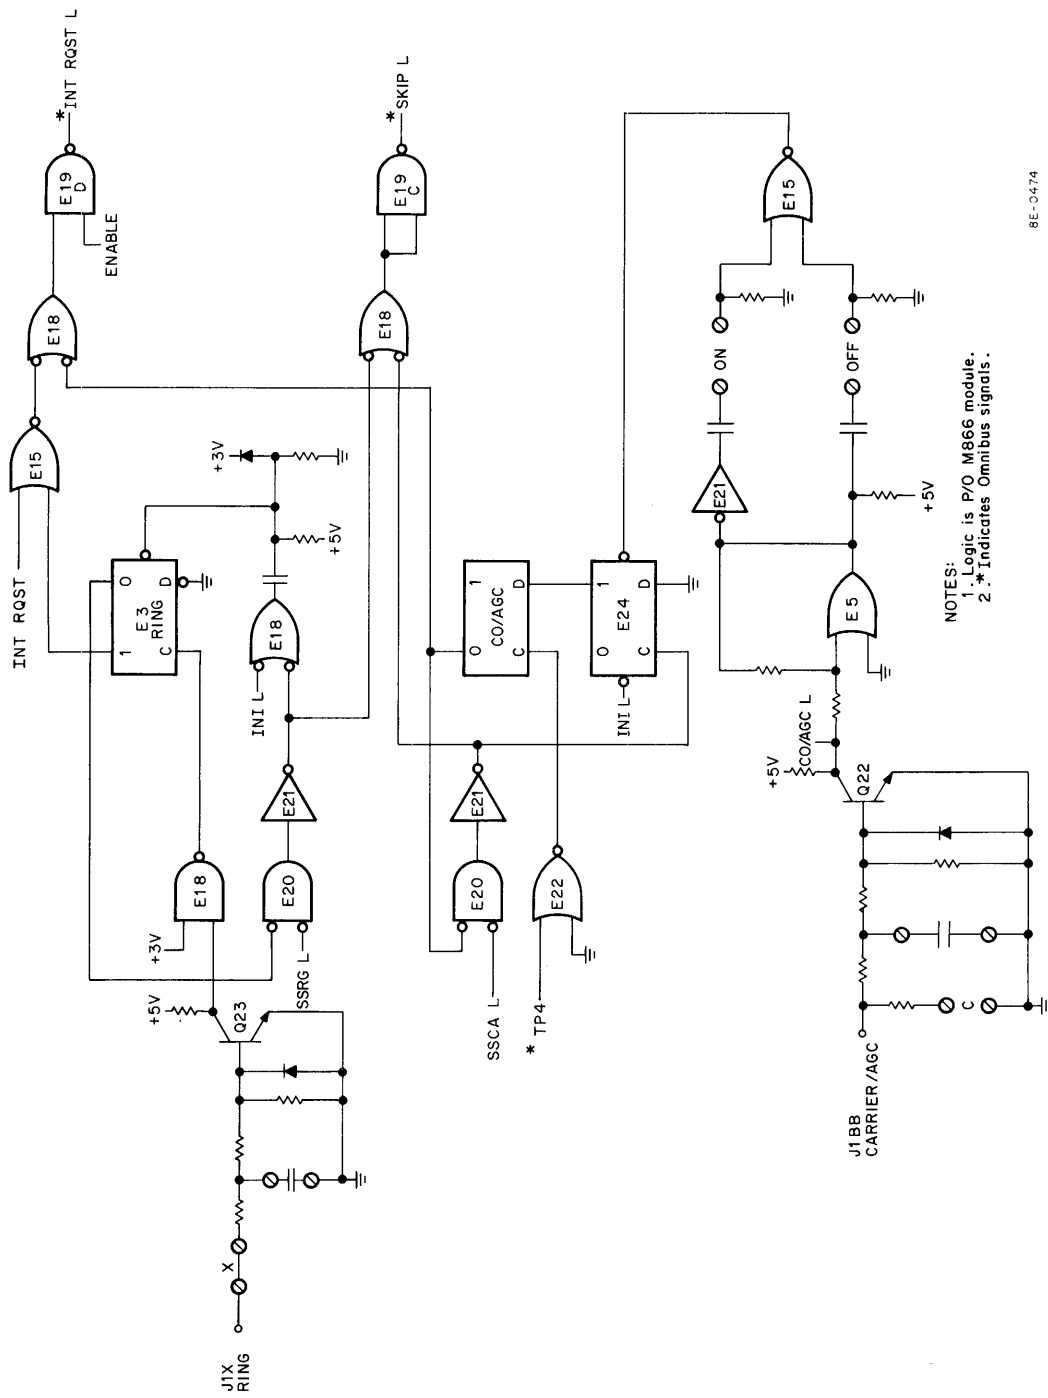 *INT RQST L
E19
D
ENABLE
E18
*SKIP L
E19
C
E18
E15
INT RQST
+3V
+5V
1 0
E3
RING
C D
E18
INI L
CO/AGC
0 1
C D
0 1
E24
C D
INI L
E15
ON
OFF
E21
+5V
E5
E18
+3V
E20
SSRG L
E21
E20
SSCA L
E21
E22
* TP4
+5V
Q23
X
J1X
RING
+5V
CO/AGC L
Q22
C
J1BB
CARRIER/AGC
NOTES:
1. Logic is P/O M866 module.
2. * Indicates Omnibus signals.
8E-0474